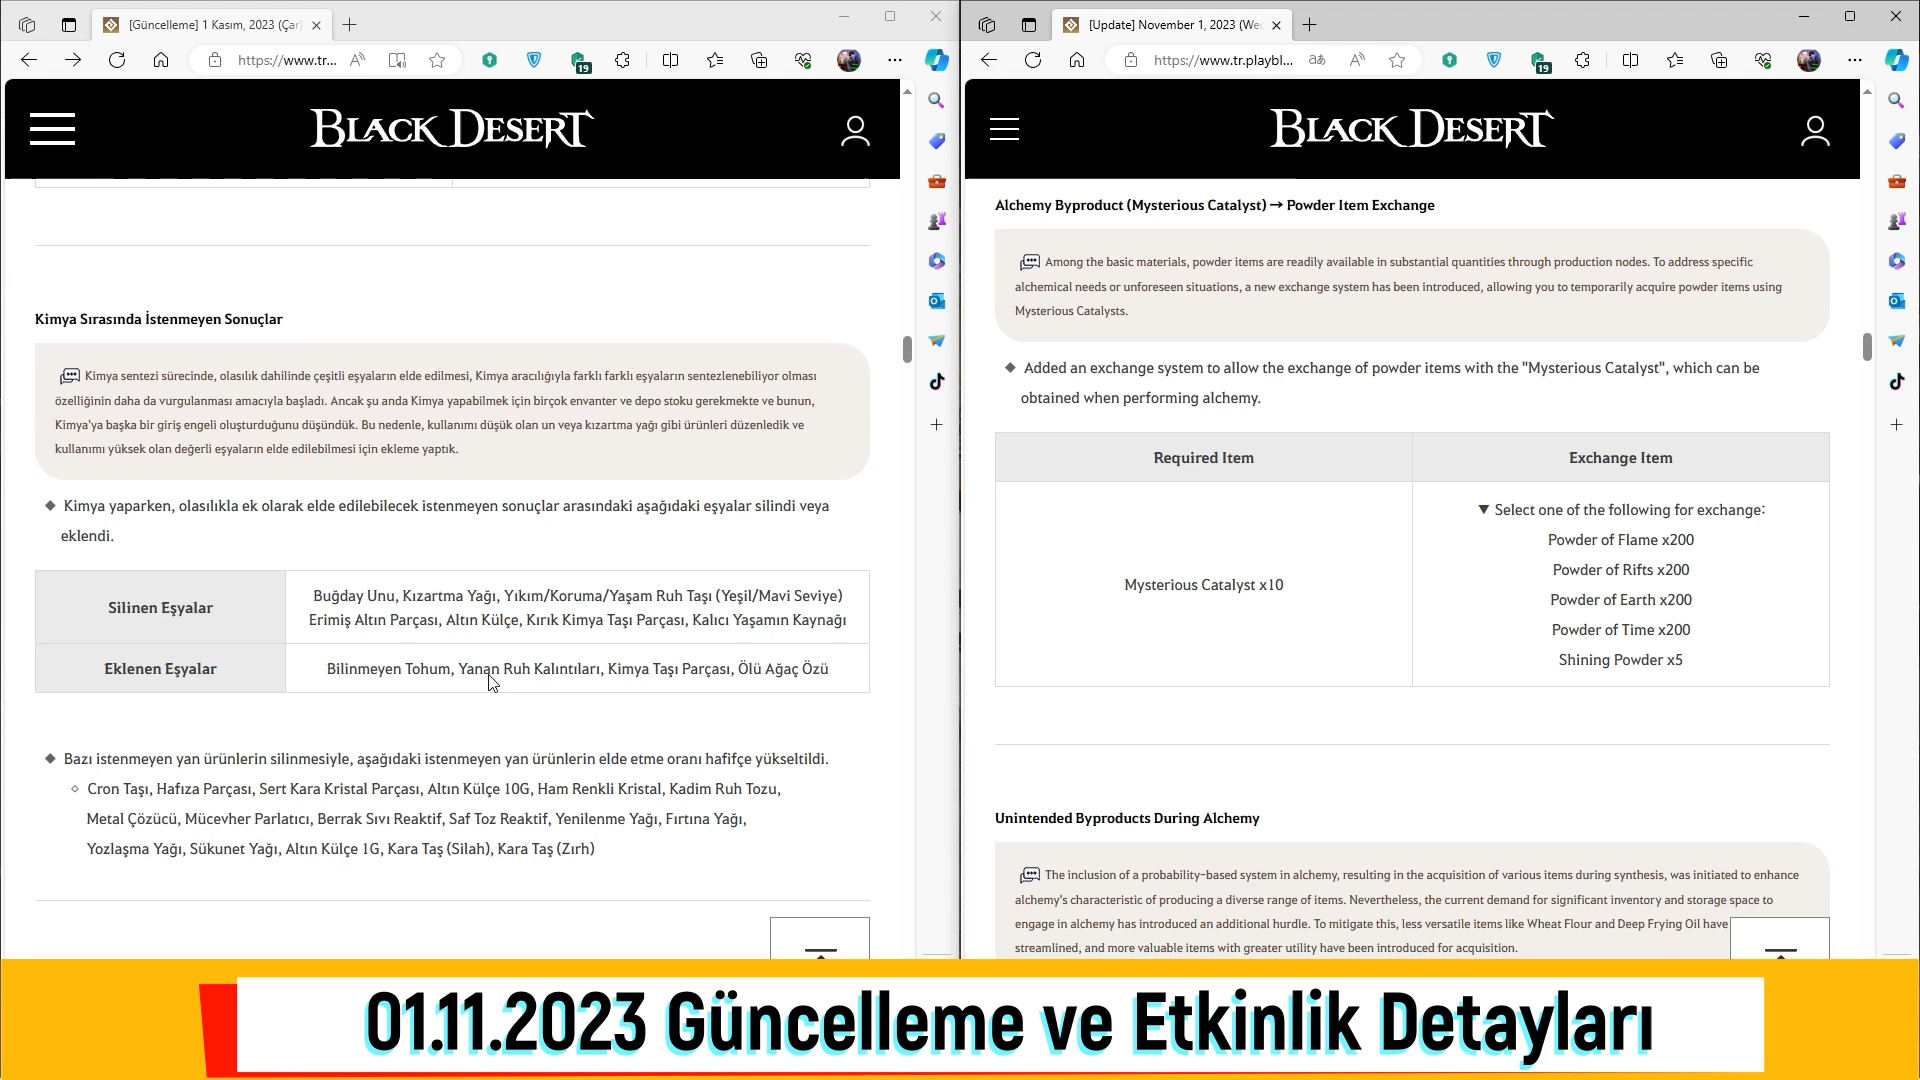 [Güncelleme] 1 Kasım, 2023 (Çar
https://www.tr...
19
BLACK DESERT
Kimya Sırasında İstenmeyen Sonuçlar
Kimya sentezi sürecinde, olasılık dahilinde çeşitli eşyaların elde edilmesi, Kimya aracılığıyla farklı farklı eşyaların sentezlenebiliyor olması
özelliğinin daha da vurgulanması amacıyla başladı. Ancak şu anda Kimya yapabilmek için birçok envanter ve depo stoku gerekmekte ve bunun,
Kimya'ya başka bir giriş engeli oluşturduğunu düşündük. Bu nedenle, kullanımı düşük olan un veya kızartma yağı gibi ürünleri düzenledik ve
kullanımı yüksek olan değerli eşyaların elde edilebilmesi için ekleme yaptık.
◆ Kimya yaparken, olasılıkla ek olarak elde edilebilecek istenmeyen sonuçlar arasındaki aşağıdaki eşyalar silindi veya
eklendi.
Silinen Eşyalar
Buğday Unu, Kızartma Yağı, Yıkım/Koruma/Yaşam Ruh Taşı (Yeşil/Mavi Seviye)
Erimiş Altın Parçası, Altın Külçe, Kırık Kimya Taşı Parçası, Kalıcı Yaşamın Kaynağı
Eklenen Eşyalar
Bilinmeyen Tohum, Yanan Ruh Kalıntıları, Kimya Taşı Parçası, Ölü Ağaç Özü
◆ Bazı istenmeyen yan ürünlerin silinmesiyle, aşağıdaki istenmeyen yan ürünlerin elde etme oranı hafifçe yükseltildi.
◇ Cron Taşı, Hafıza Parçası, Sert Kara Kristal Parçası, Altın Külçe 10G, Ham Renkli Kristal, Kadim Ruh Tozu,
Metal Çözücü, Mücevher Parlatıcı, Berrak Sıvı Reaktif, Saf Toz Reaktif, Yenilenme Yağı, Fırtına Yağı,
Yozlaşma Yağı, Sükunet Yağı, Altın Külçe 1G, Kara Taş (Silah), Kara Taş (Zırh)
[Update] November 1, 2023 (We
https://www.tr.playbl...
19
BLACK DESERT
Alchemy Byproduct (Mysterious Catalyst) → Powder Item Exchange
Among the basic materials, powder items are readily available in substantial quantities through production nodes. To address specific
alchemical needs or unforeseen situations, a new exchange system has been introduced, allowing you to temporarily acquire powder items using
Mysterious Catalysts.
◆ Added an exchange system to allow the exchange of powder items with the "Mysterious Catalyst", which can be
obtained when performing alchemy.
Required Item
Exchange Item
Mysterious Catalyst x10
▼ Select one of the following for exchange:
Powder of Flame x200
Powder of Rifts x200
Powder of Earth x200
Powder of Time x200
Shining Powder x5
Unintended Byproducts During Alchemy
The inclusion of a probability-based system in alchemy, resulting in the acquisition of various items during synthesis, was initiated to enhance
alchemy's characteristic of producing a diverse range of items. Nevertheless, the current demand for significant inventory and storage space to
engage in alchemy has introduced an additional hurdle. To mitigate this, less versatile items like Wheat Flour and Deep Frying Oil have
streamlined, and more valuable items with greater utility have been introduced for acquisition.
01.11.2023 Güncelleme ve Etkinlik Detayları